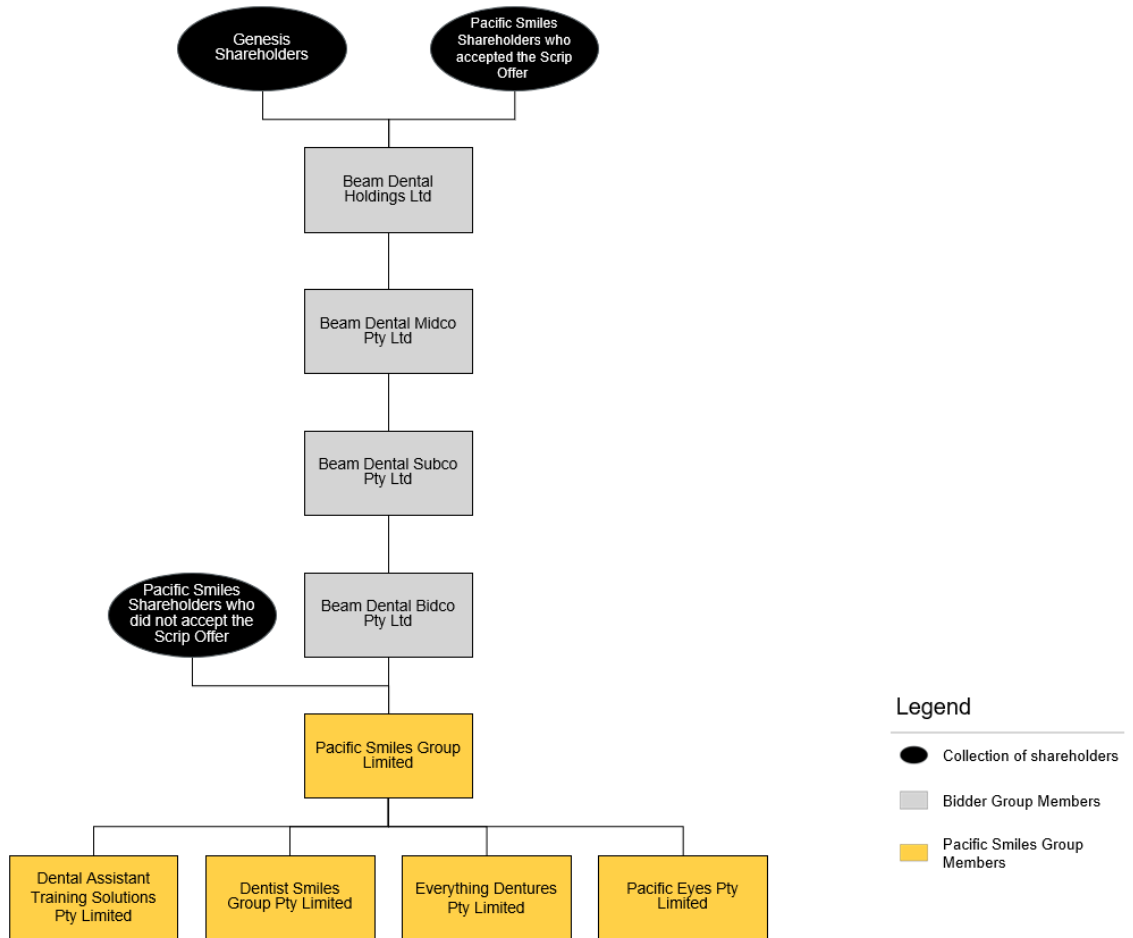 Genesis
Shareholders
Pacific Smiles
Shareholders who
accepted the Scrip
Offer
Beam Dental
Holdings Ltd
Beam Dental Midco
Pty Ltd
Beam Dental Subco
Pty Ltd
Pacific Smiles
Shareholders who
did not accept the
Scrip Offer
Beam Dental Bidco
Pty Ltd
Pacific Smiles Group
Limited
Dental Assistant
Training Solutions
Pty Limited
Dentist Smiles
Group Pty Limited
Everything Dentures
Pty Limited
Pacific Eyes Pty
Limited
Legend
Collection of shareholders
Bidder Group Members
Pacific Smiles Group
Members